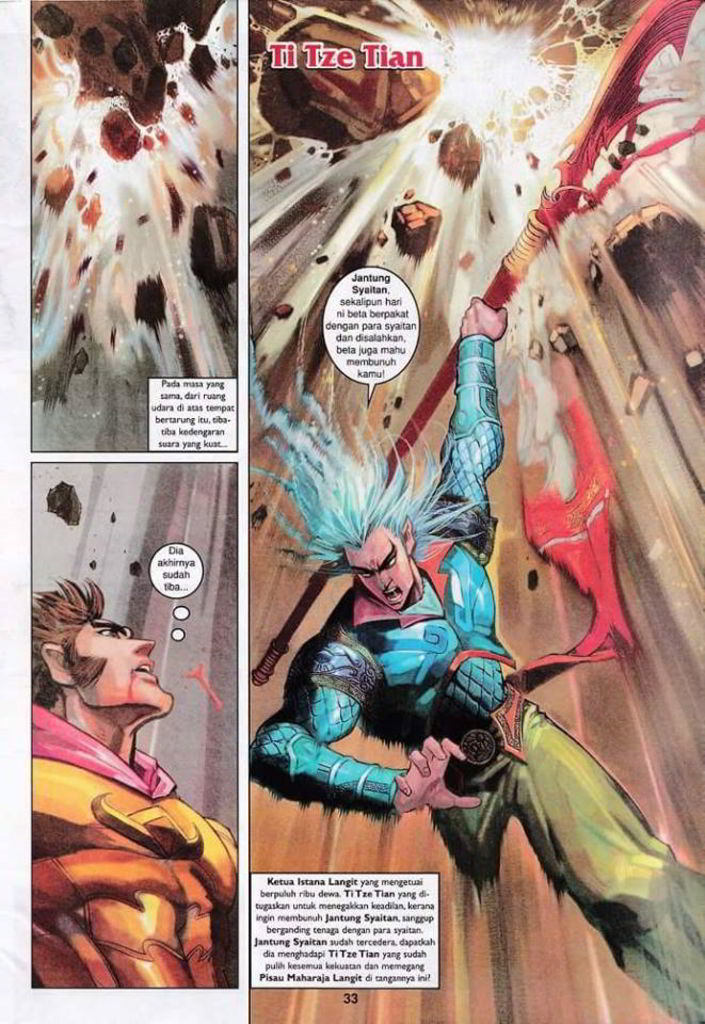 Pada masa yang
sama, dari ruang
udara di atas tempat
bertarung itu, tiba-
tiba kedengaran
suara yang kuat...
Dia
akhirnya
sudah
tiba...
Ti Tze Tian
Jantung
Syaitan,
sekalipun hari
ni beta berpakat
dengan para syaitan
dan disalahkan,
beta juga mahu
membunuh
kamu!
Ketua Istana Langit yang mengetuai
berpuluh ribu dewa. Ti Tze Tian yang di-
tugaskan untuk menegakkan keadilan, kerana
ingin membunuh Jantung Syaitan, sanggup
berganding tenaga dengan para syaitan.
Jantung Syaitan sudah tercedera, dapatkah
dia menghadapi Ti Tze Tian yang sudah
pulih kesemua kekuatan dan memegang
Pisau Maharaja Langit di tangannya ini?
33